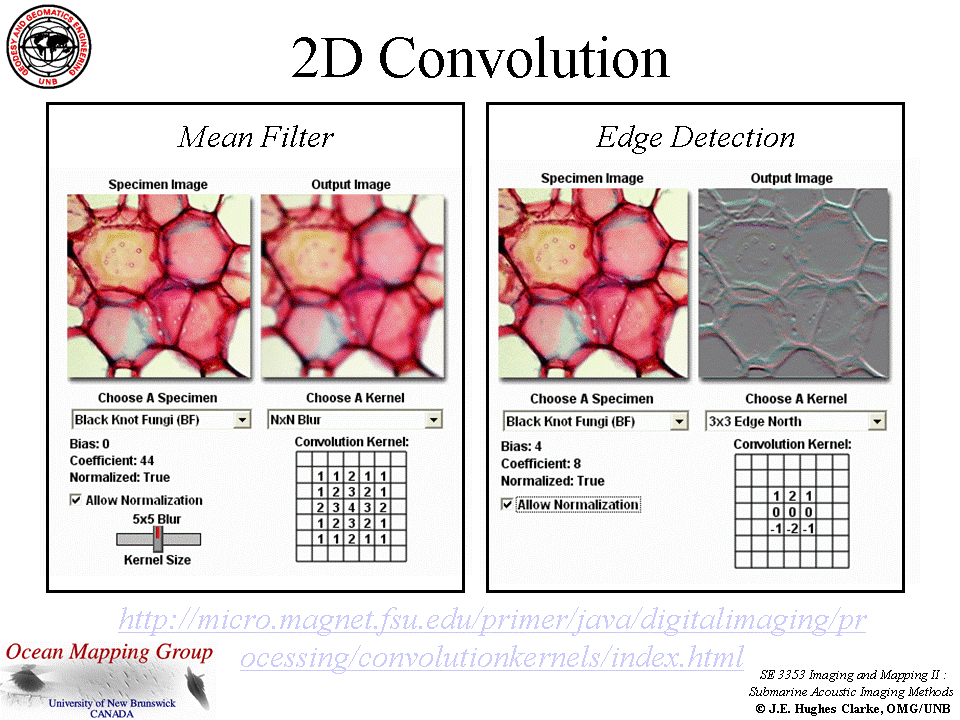 GEODESY AND GEOMATICS ENGINEERING
UNB
2D Convolution
Mean Filter
Specimen Image Output Image
Choose A Specimen Choose A Kernel
Black Knot Fungi (BF) NxN Blur
Bias: 0
Coefficient: 44
Normalized: True
Allow Normalization
5x5 Blur
Kernel Size
Convolution Kernel:
1 1 2 1 1
1 2 3 2 1
2 3 4 3 2
1 2 3 2 1
1 1 2 1 1
Edge Detection
Specimen Image Output Image
Choose A Specimen Choose A Kernel
Black Knot Fungi (BF) 3x3 Edge North
Bias: 4
Coefficient: 8
Normalized: True
Allow Normalization
Convolution Kernel:
1 2 1
0 0 0
-1 -2 -1
http://micro.magnet.fsu.edu/primer/java/digitalimaging/pr
ocessing/convolutionkernels/index.html
Ocean Mapping Group
University of New Brunswick
CANADA
SE 3353 Imaging and Mapping II :
Submarine Acoustic Imaging Methods
© J.E. Hughes Clarke, OMG/UNB